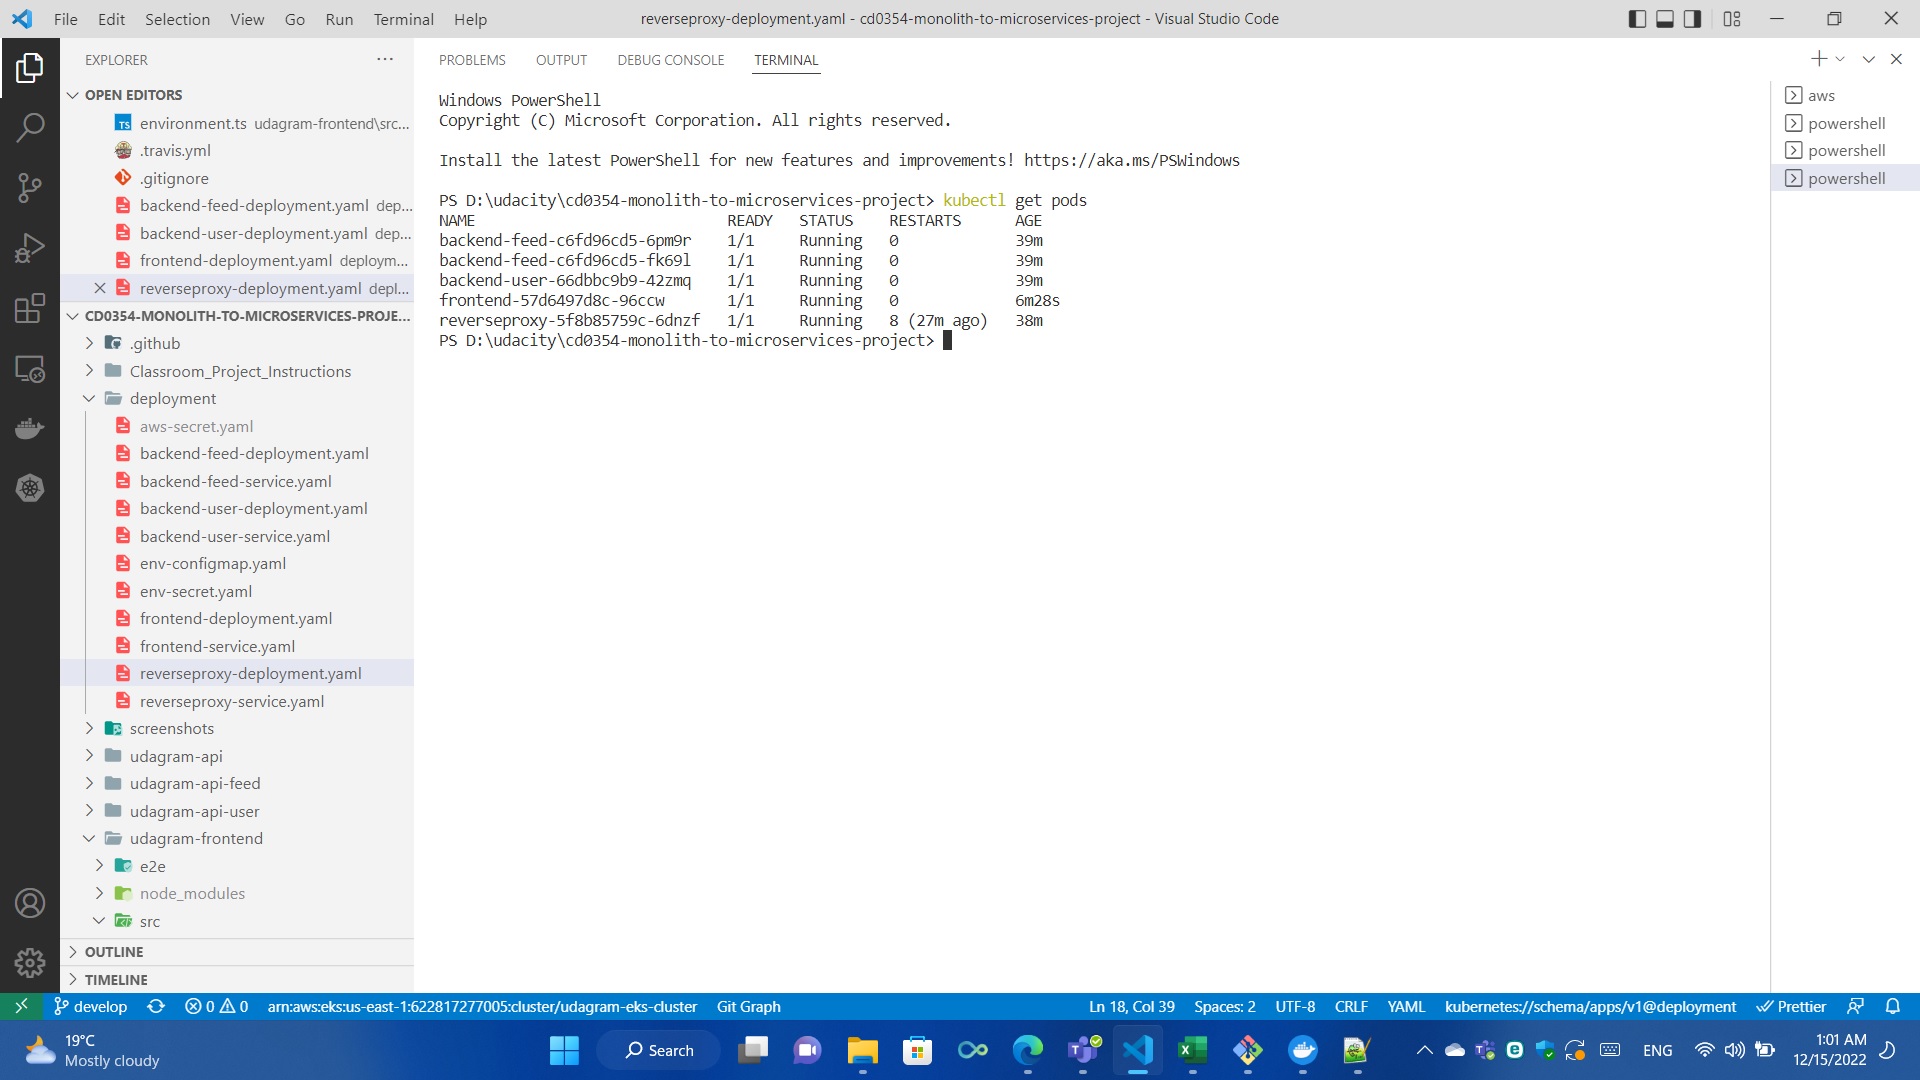 File Edit Selection View Go Run Terminal Help
reverseproxy-deployment.yaml - cd0354-monolith-to-microservices-project - Visual Studio Code
EXPLORER
OPEN EDITORS
TS environment.ts udagram-frontend\src...
.travis.yml
.gitignore
backend-feed-deployment.yaml dep...
backend-user-deployment.yaml dep...
frontend-deployment.yaml deploym...
reverseproxy-deployment.yaml depl...
CD0354-MONOLITH-TO-MICROSERVICES-PROJE...
.github
Classroom_Project_Instructions
deployment
aws-secret.yaml
backend-feed-deployment.yaml
backend-feed-service.yaml
backend-user-deployment.yaml
backend-user-service.yaml
env-configmap.yaml
env-secret.yaml
frontend-deployment.yaml
frontend-service.yaml
reverseproxy-deployment.yaml
reverseproxy-service.yaml
screenshots
udagram-api
udagram-api-feed
udagram-api-user
udagram-frontend
e2e
node_modules
src
OUTLINE
TIMELINE
PROBLEMS OUTPUT DEBUG CONSOLE TERMINAL
Windows PowerShell
Copyright (C) Microsoft Corporation. All rights reserved.
Install the latest PowerShell for new features and improvements! https://aka.ms/PSWindows
PS D:\udacity\cd0354-monolith-to-microservices-project> kubectl get pods
NAME READY STATUS RESTARTS AGE
backend-feed-c6fd96cd5-6pm9r 1/1 Running 0 39m
backend-feed-c6fd96cd5-fk69l 1/1 Running 0 39m
backend-user-66dbbc9b9-42zmq 1/1 Running 0 39m
frontend-57d6497d8c-96ccw 1/1 Running 0 6m28s
reverseproxy-5f8b85759c-6dnzf 1/1 Running 8 (27m ago) 38m
PS D:\udacity\cd0354-monolith-to-microservices-project>
aws
powershell
powershell
powershell
develop 0 0 arn:aws:eks:us-east-1:622817277005:cluster/udagram-eks-cluster Git Graph
Ln 18, Col 39 Spaces: 2 UTF-8 CRLF YAML kubernetes://schema/apps/v1@deployment Prettier
19°C
Mostly cloudy
Search
ENG
1:01 AM
12/15/2022